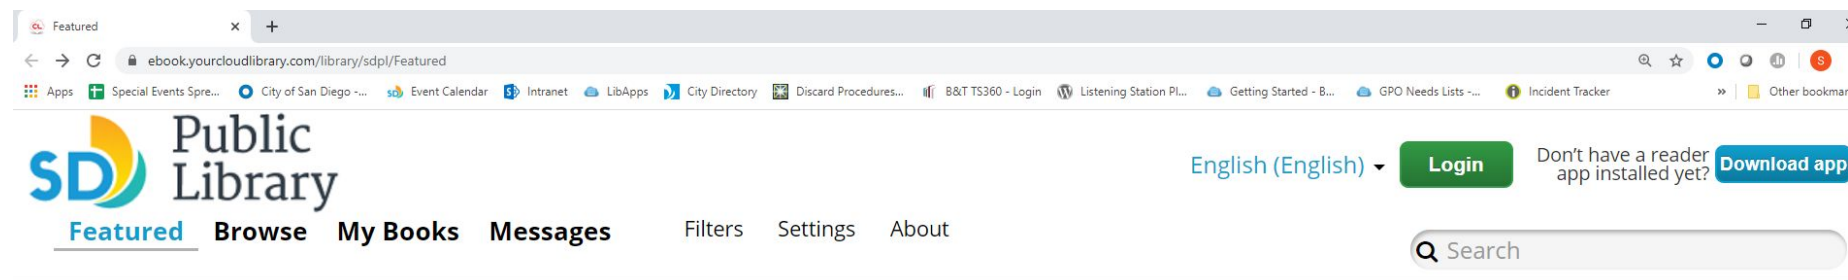 Featured
ebook.yourcloudlibrary.com/library/sdpl/Featured
S
Apps Special Events Spre... City of San Diego -... Event Calendar Intranet LibApps City Directory Discard Procedures... B&T TS360 - Login Listening Station Pl... Getting Started - B... GPO Needs Lists -... Incident Tracker » Other bookmar
SD Public
Library
English (English) Login Don't have a reader
app installed yet? Download app
Featured Browse My Books Messages Filters Settings About
Search